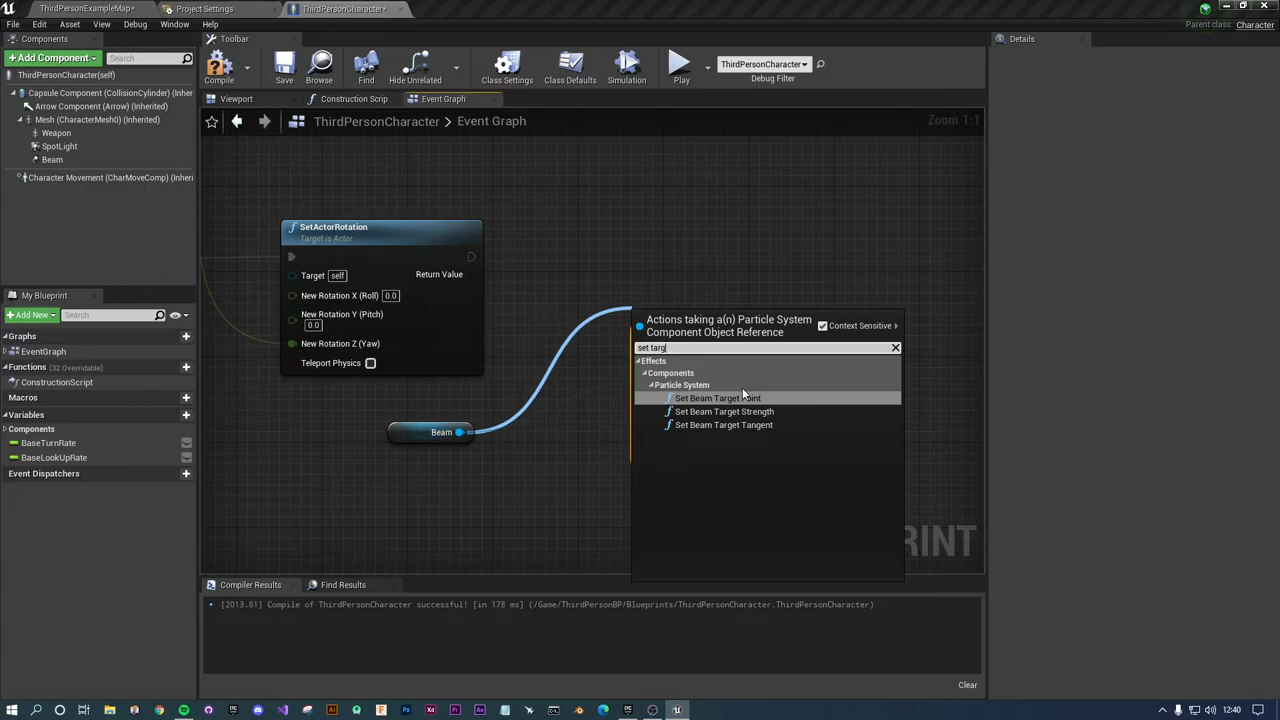 ThirdPersonExampleMap*
Project Settings
ThirdPersonCharacter*
File Edit Asset View Debug Window Help
Parent class: Character
Components
Toolbar
Details
Add Component
Search
Compile
Save
Browse
Find
Hide Unrelated
Class Settings
Class Defaults
Simulation
Play
ThirdPersonCharacter
Debug Filter
ThirdPersonCharacter(self)
Capsule Component (CollisionCylinder) (Inher
Arrow Component (Arrow) (Inherited)
Mesh (CharacterMesh0) (Inherited)
Weapon
SpotLight
Beam
Character Movement (CharMoveComp) (Inheri
Viewport
Construction Scrip
Event Graph
ThirdPersonCharacter > Event Graph
Zoom 1:1
SetActorRotation
Target is Actor
Target self
Return Value
New Rotation X (Roll) 0.0
New Rotation Y (Pitch)
0.0
New Rotation Z (Yaw)
Teleport Physics
Beam
Actions taking a(n) Particle System
Component Object Reference
Context Sensitive
set targ
Effects
Components
Particle System
Set Beam Target Point
Set Beam Target Strength
Set Beam Target Tangent
RINT
My Blueprint
Add New
Search
Graphs
EventGraph
Functions (32 Overridable)
ConstructionScript
Macros
Variables
Components
BaseTurnRate
BaseLookUpRate
Event Dispatchers
Compiler Results
Find Results
[2013.81] Compile of ThirdPersonCharacter successful! [in 178 ms] (/Game/ThirdPersonBP/Blueprints/ThirdPersonCharacter.ThirdPersonCharacter)
Clear
Ai
Xd
Pr
Ae
12:40